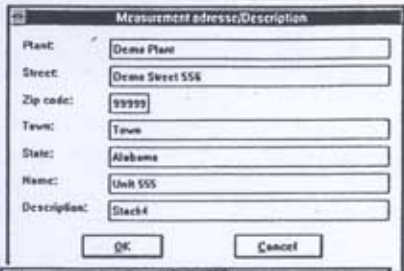 Measurement adresse/Description
Plant: Demo Plant
Street: Demo Street 556
Zip code: 99999
Town: Town
State: Alabama
Name: Unit 555
Description: Stack4
OK Cancel